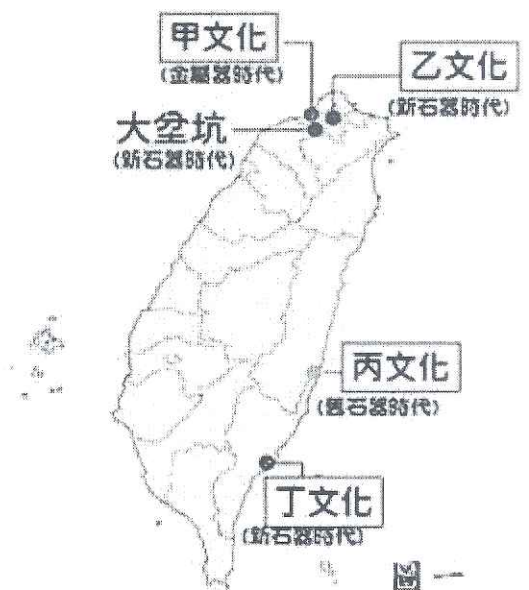 甲文化
(金屬器時代)
乙文化
(新石器時代)
大坌坑
(新石器時代)
丙文化
(舊石器時代)
丁文化
(新石器時代)
圖一